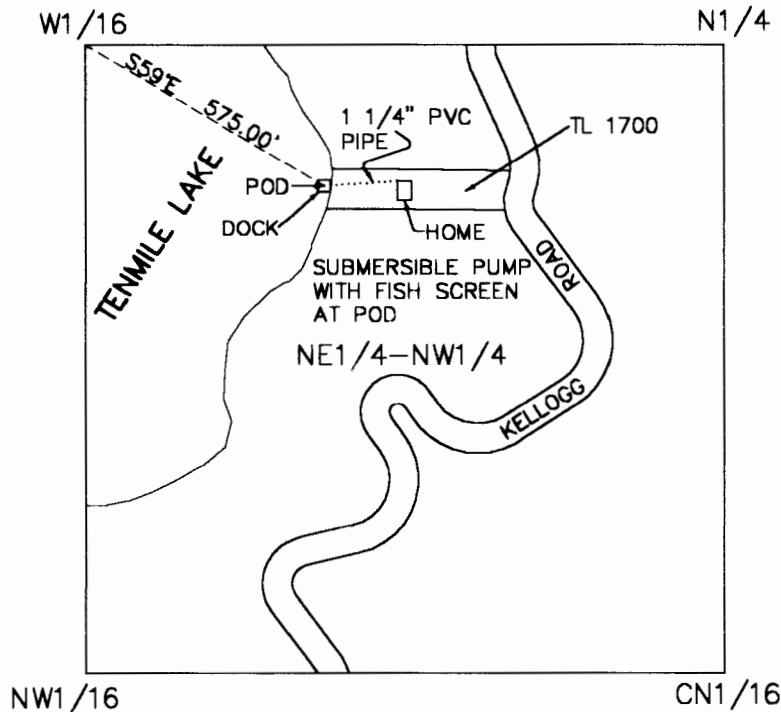 W1/16
N1/4
S59°E 575.00'
1 1/4" PVC
PIPE
TL 1700
POD
DOCK
HOME
TENMILE LAKE
SUBMERSIBLE PUMP
WITH FISH SCREEN
AT POD
ROAD
NE1/4-NW1/4
KELLOGG
NW1/16
CN1/16